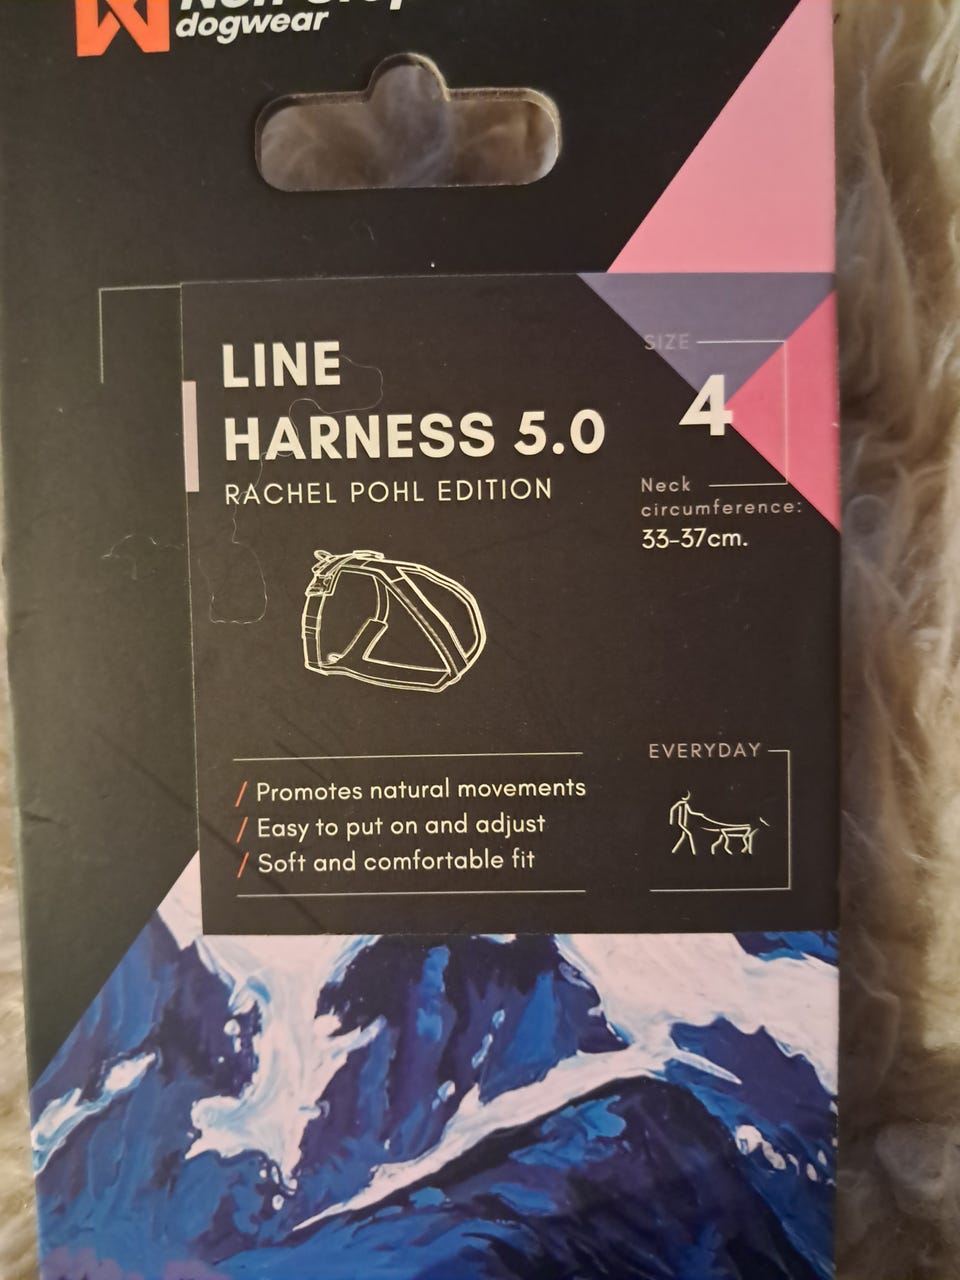 dogwear
LINE
HARNESS 5.0
RACHEL POHL EDITION
SIZE
4
Neck
circumference:
33-37cm.
/ Promotes natural movements
/ Easy to put on and adjust
/ Soft and comfortable fit
EVERYDAY